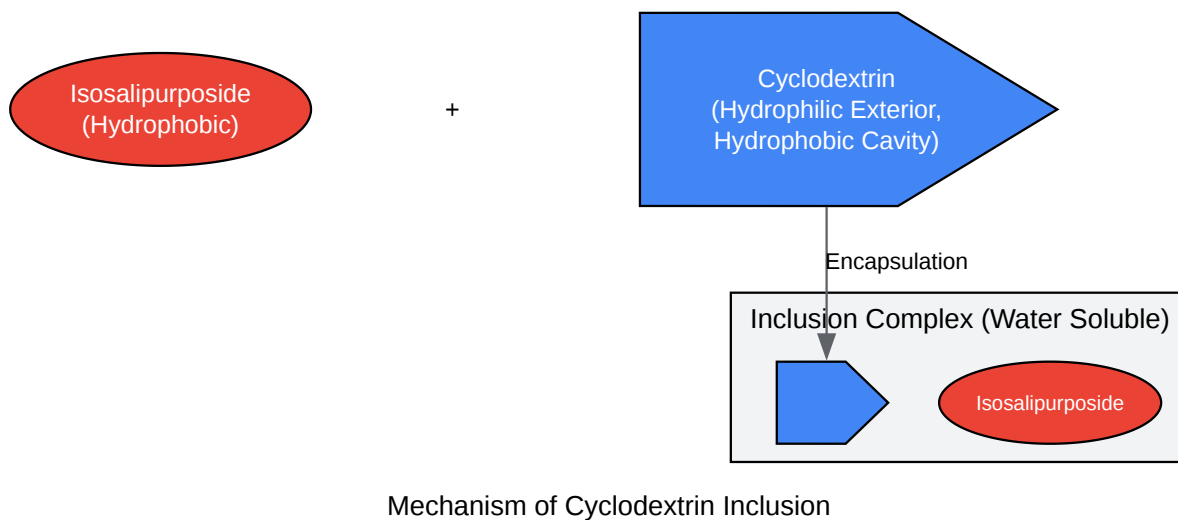 Isosalipurposide
(Hydrophobic)
+
Cyclodextrin
(Hydrophilic Exterior,
Hydrophobic Cavity)
Encapsulation
Inclusion Complex (Water Soluble)
Isosalipurposide
Mechanism of Cyclodextrin Inclusion